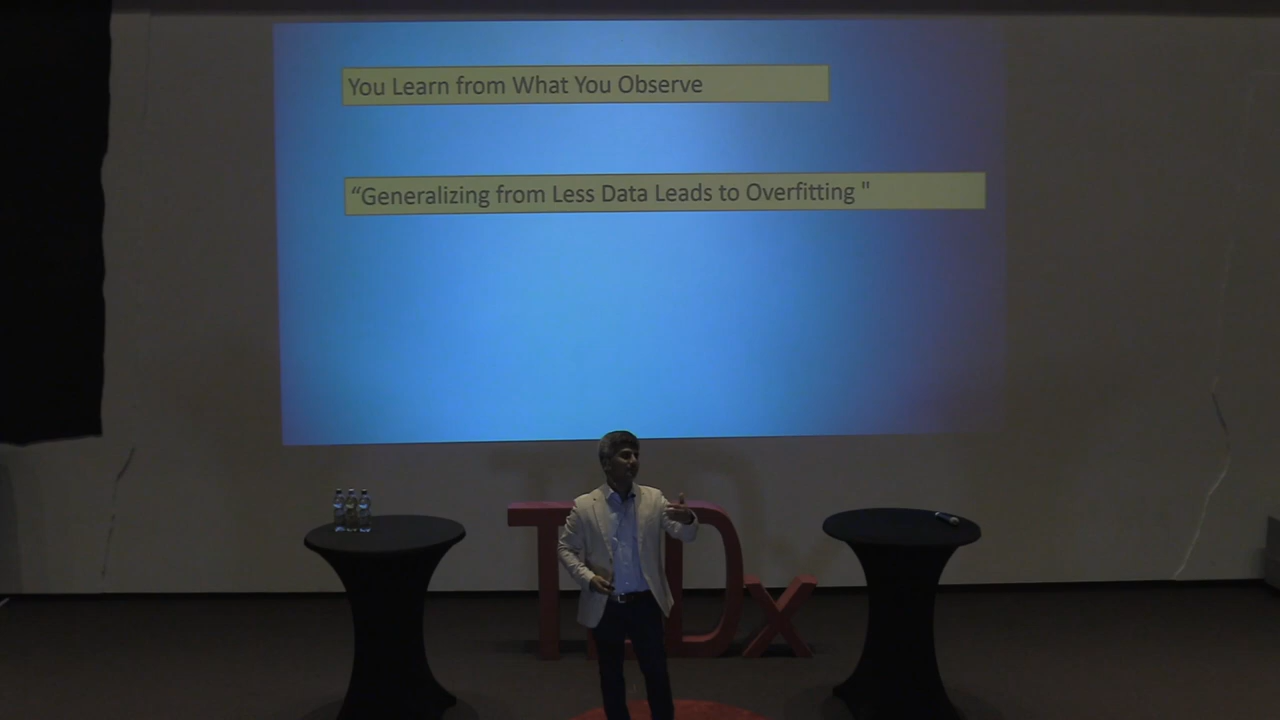 You Learn from What You Observe
“Generalizing from Less Data Leads to Overfitting "
TEDx